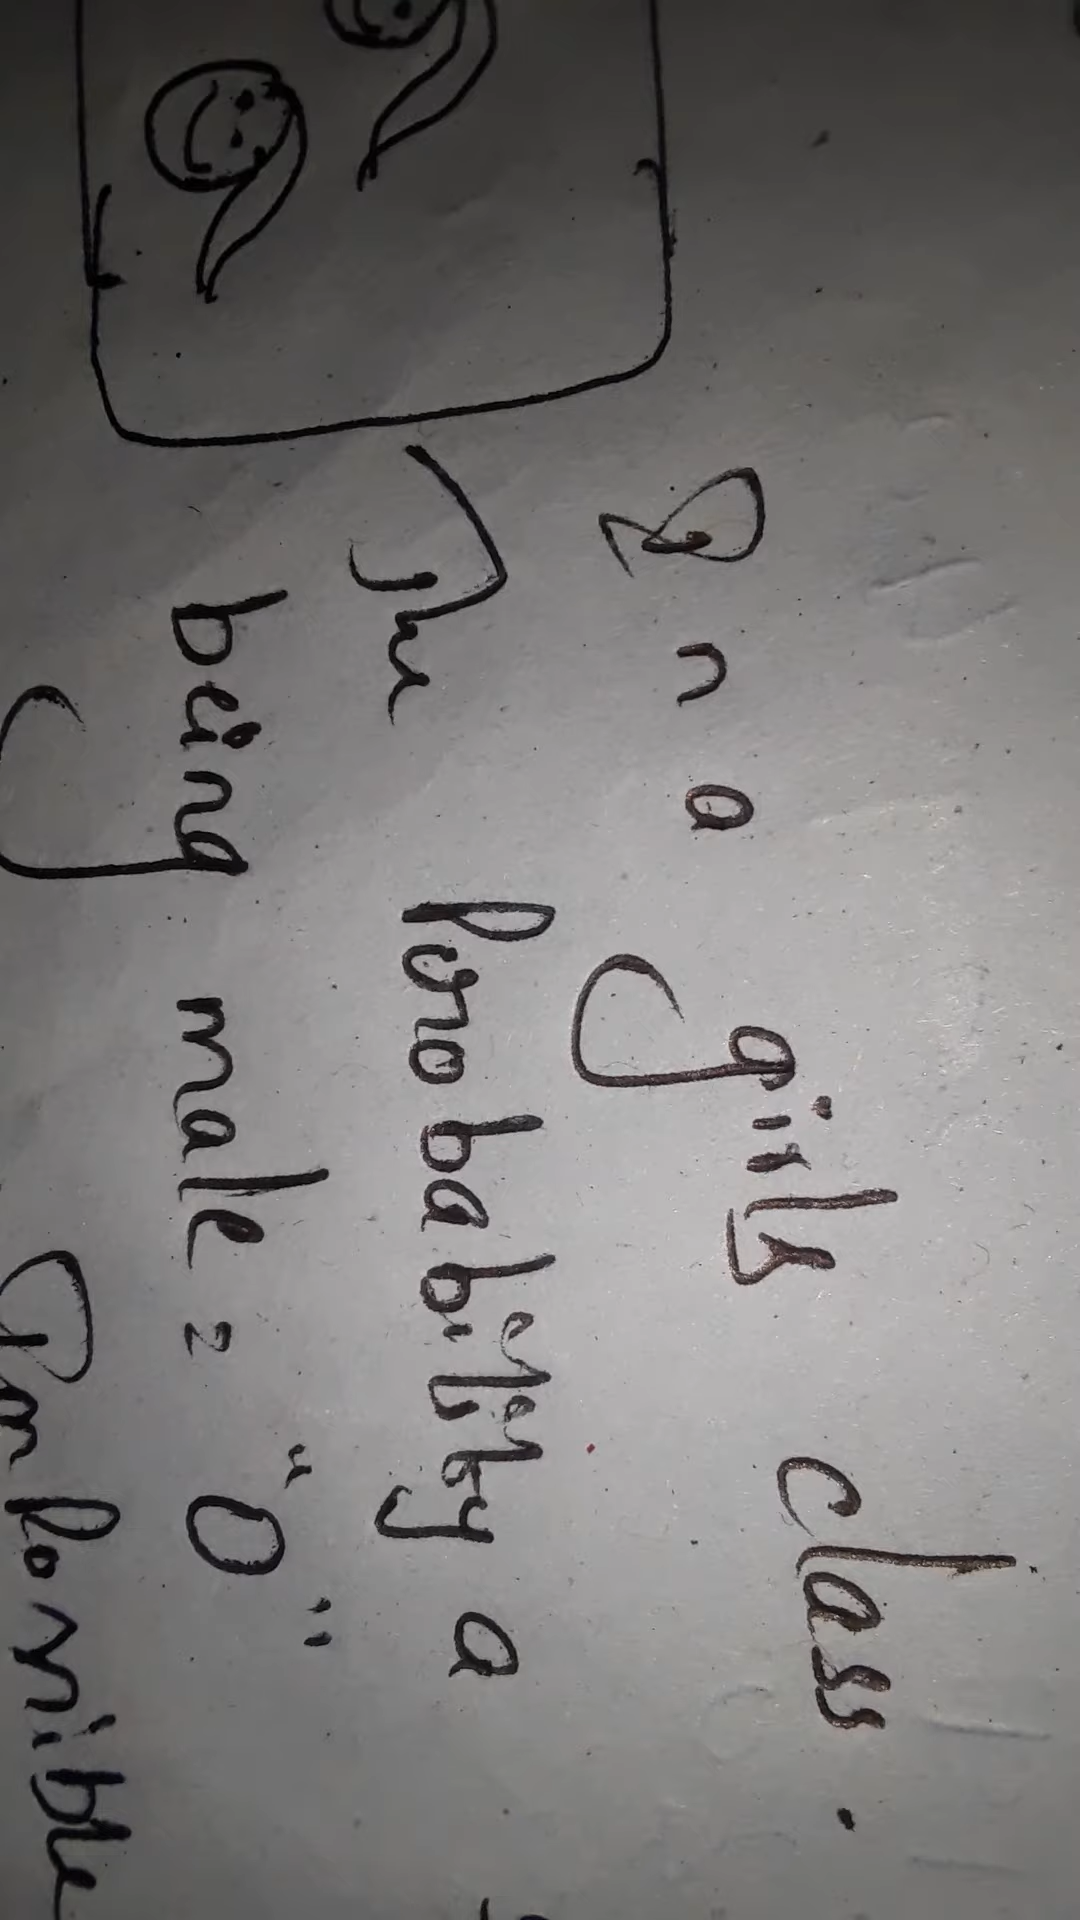 In a girls class.
The Probability a
being male = "0"
Impossible